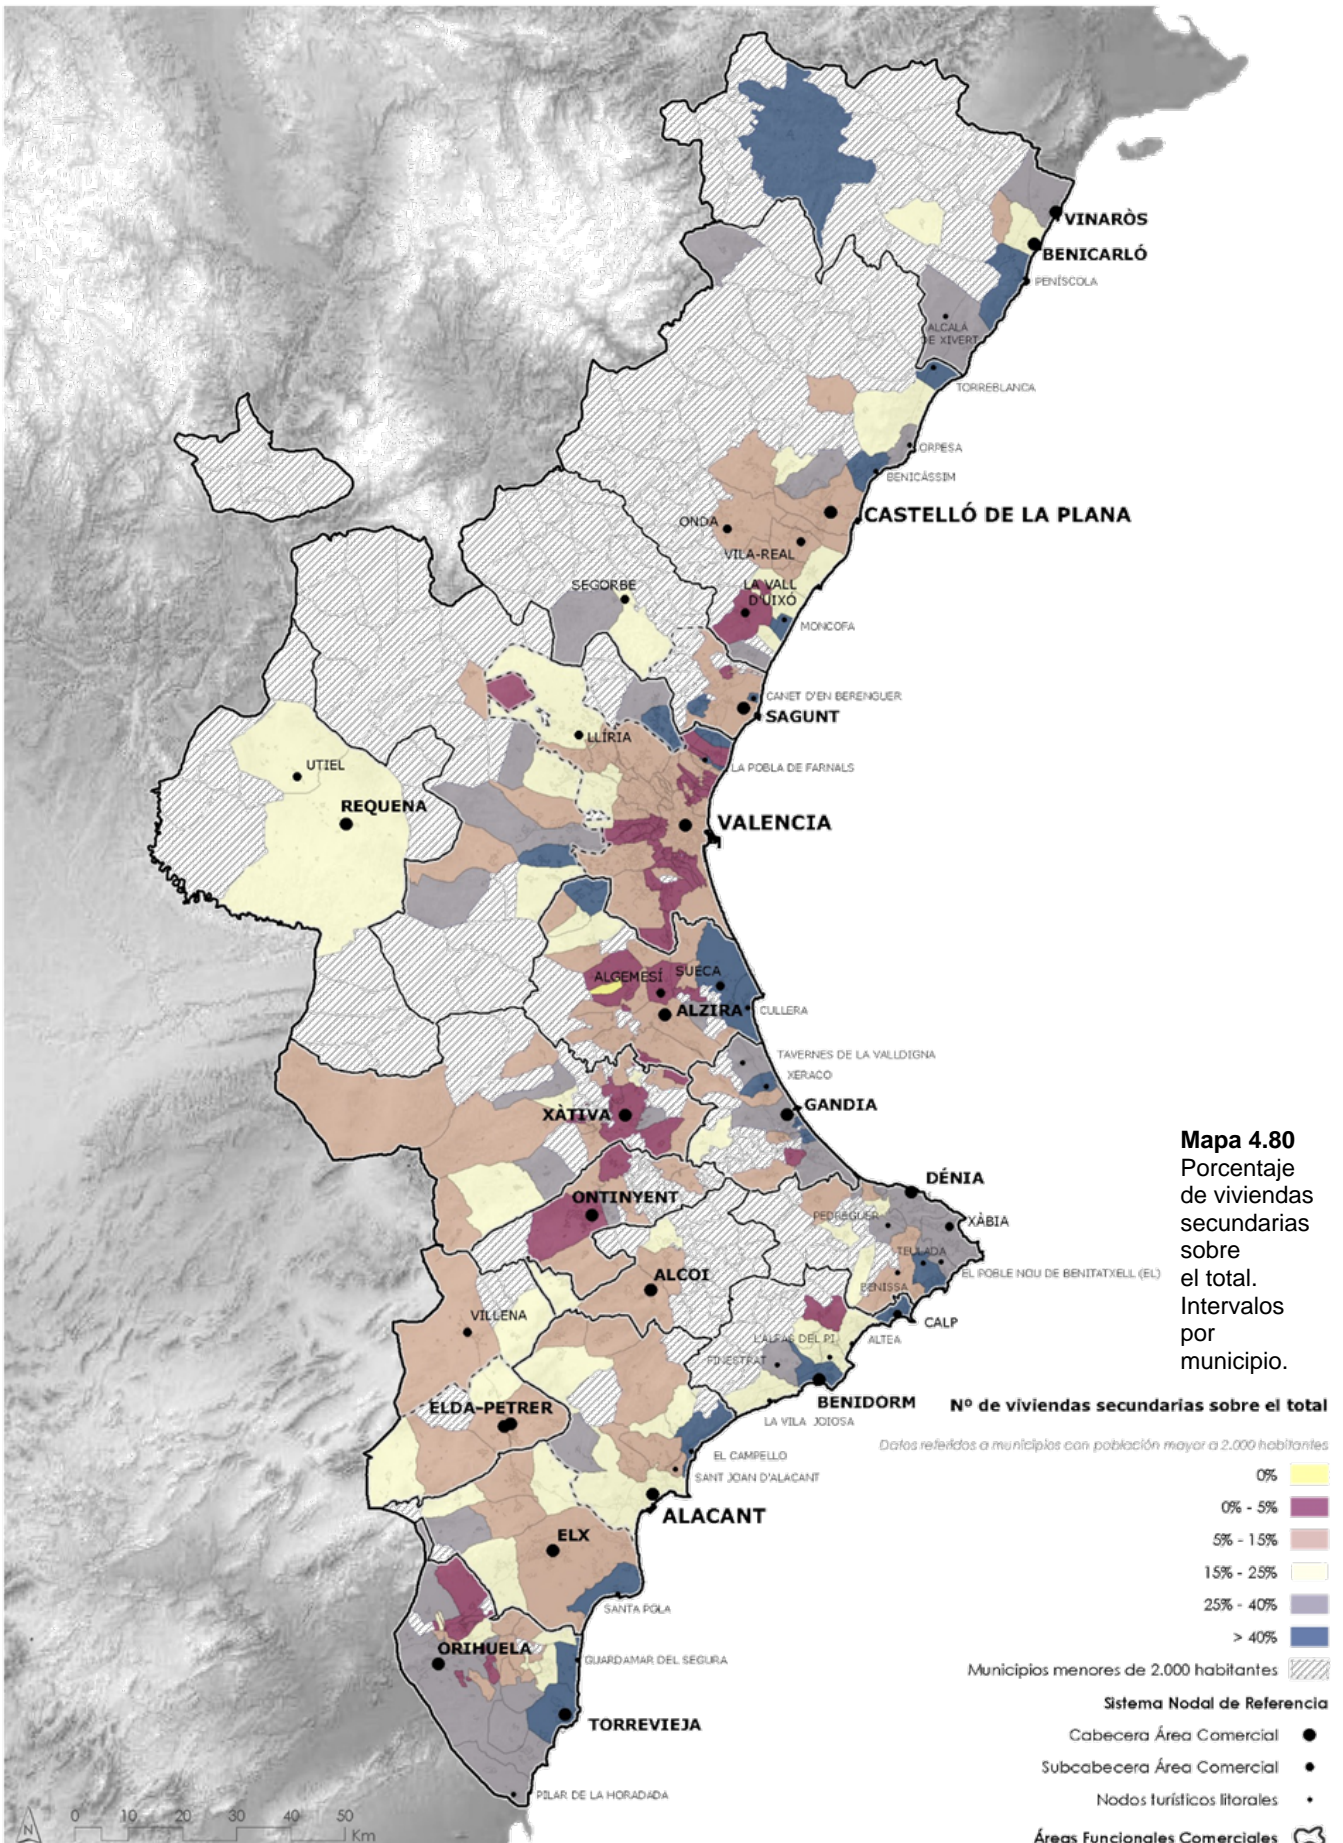 VINARÒS
BENICARLÓ
PENÍSCOLA
ALCALÁ
DE XIVERT
TORREBLANCA
ORPESA
BENICÀSSIM
CASTELLÓ DE LA PLANA
ONDA
VILA-REAL
SEGORBE
LA VALL
D'UIXÓ
MONCOFA
CANET D'EN BERENGUER
SAGUNT
LLÍRIA
UTIEL
LA POBLA DE FARNALS
REQUENA
VALENCIA
ALGEMESÍ
SUECA
ALZIRA
CULLERA
TAVERNES DE LA VALLDIGNA
XERACO
GANDIA
XÀTIVA
Mapa 4.80
Porcentaje
de viviendas
secundarias
sobre
el total.
Intervalos
por
municipio.
DÉNIA
ONTINYENT
PEDREGUER
XÀBIA
TEULADA
EL POBLE NOU DE BENITATXELL (EL)
ALCOI
BENISSA
VILLENA
CALP
L'ALFAS DEL PI
ALTEA
FINESTRAT
BENIDORM
ELDA-PETRER
LA VILA JOIOSA
EL CAMPELLO
SANT JOAN D'ALACANT
ALACANT
ELX
SANTA POLA
ORIHUELA
GUARDAMAR DEL SEGURA
TORREVIEJA
PILAR DE LA HORADADA
Nº de viviendas secundarias sobre el total
Datos referidos a municipios con población mayor a 2.000 habitantes
0%
0% - 5%
5% - 15%
15% - 25%
25% - 40%
> 40%
Municipios menores de 2.000 habitantes
Sistema Nodal de Referencia
Cabecera Área Comercial
Subcabecera Área Comercial
Nodos turísticos litorales
Áreas Funcionales Comerciales
N
0 10 20 30 40 50
Km